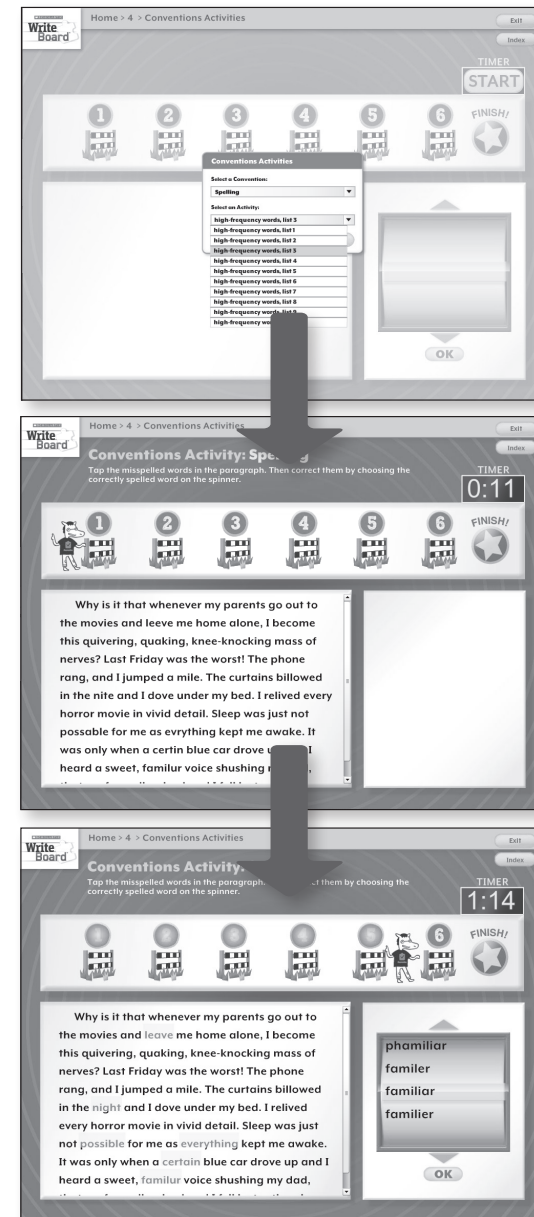 SCHOLASTIC
Write
Board
Home > 4 > Conventions Activities
Exit
Index
TIMER
START
1 2 3 4 5 6 FINISH!
Conventions Activities
Select a Convention:
Spelling
Select an Activity:
high-frequency words, list 3
high-frequency words, list 1
high-frequency words, list 2
high-frequency words, list 3
high-frequency words, list 4
high-frequency words, list 5
high-frequency words, list 6
high-frequency words, list 7
high-frequency words, list 8
high-frequency words, list 9
high-frequency
OK
SCHOLASTIC
Write
Board
Home > 4 > Conventions Activities
Exit
Index
Conventions Activity: Spelling
Tap the misspelled words in the paragraph. Then correct them by choosing the
correctly spelled word on the spinner.
TIMER
0:11
1 2 3 4 5 6 FINISH!
Why is it that whenever my parents go out to
the movies and leeve me home alone, I become
this quivering, quaking, knee-knocking mass of
nerves? Last Friday was the worst! The phone
rang, and I jumped a mile. The curtains billowed
in the nite and I dove under my bed. I relived every
horror movie in vivid detail. Sleep was just not
possable for me as evrything kept me awake. It
was only when a certin blue car drove I
heard a sweet, familur voice shushing
SCHOLASTIC
Write
Board
Home > 4 > Conventions Activities
Exit
Index
Conventions Activity:
Tap the misspelled words in the paragraph. correct them by choosing the
correctly spelled word on the spinner.
TIMER
1:14
1 2 3 4 5 6 FINISH!
Why is it that whenever my parents go out to
the movies and leave me home alone, I become
this quivering, quaking, knee-knocking mass of
nerves? Last Friday was the worst! The phone
rang, and I jumped a mile. The curtains billowed
in the night and I dove under my bed. I relived
every horror movie in vivid detail. Sleep was just
not possible for me as everything kept me awake.
It was only when a certain blue car drove up and I
heard a sweet, familur voice shushing my dad,
phamiliar
familer
familiar
familier
OK